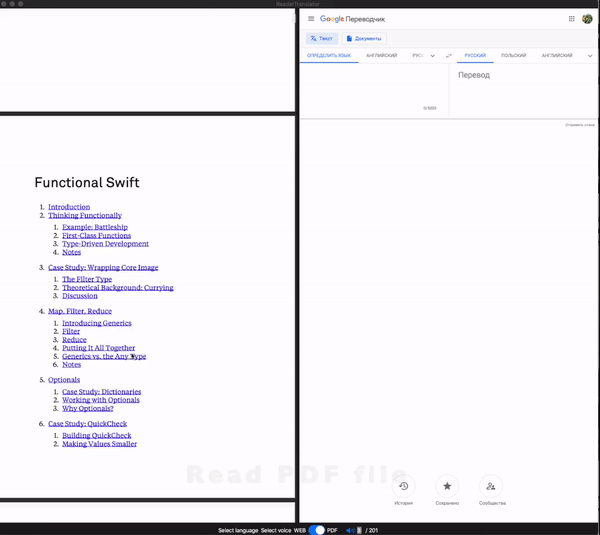 ReaderTranslator
Google Переводчик
Текст
Документы
ОПРЕДЕЛИТЬ ЯЗЫК
АНГЛИЙСКИЙ
РУСС
РУССКИЙ
ПОЛЬСКИЙ
АНГЛИЙСКИЙ
Перевод
0/5000
Отправить отзыв
Functional Swift
1. Introduction
2. Thinking Functionally
1. Example: Battleship
2. First-Class Functions
3. Type-Driven Development
4. Notes
3. Case Study: Wrapping Core Image
1. The Filter Type
2. Theoretical Background: Currying
3. Discussion
4. Map, Filter, Reduce
1. Introducing Generics
2. Filter
3. Reduce
4. Putting It All Together
5. Generics vs. the Any Type
6. Notes
5. Optionals
1. Case Study: Dictionaries
2. Working with Optionals
3. Why Optionals?
6. Case Study: QuickCheck
1. Building QuickCheck
2. Making Values Smaller
Read PDF file
История
Сохранено
Сообщество
Select language Select voice WEB PDF / 201